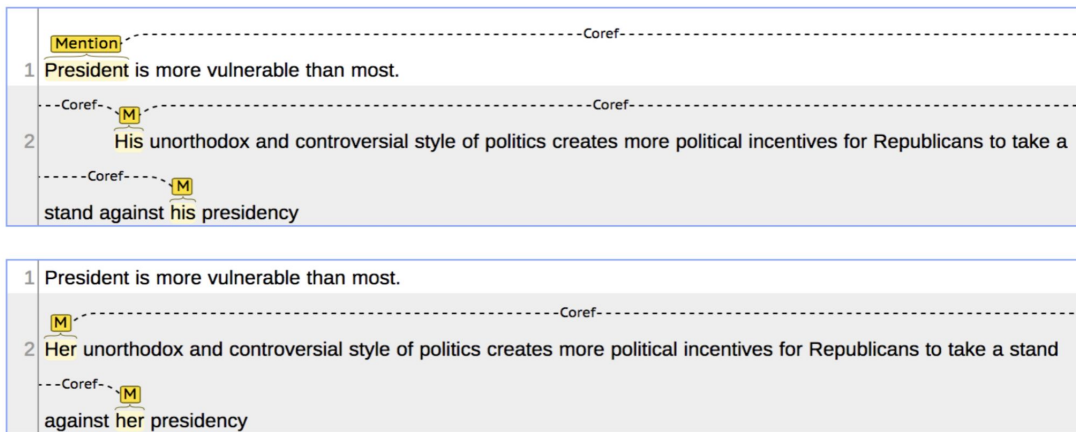 Coref
Mention
1 President is more vulnerable than most.
Coref M Coref
2 His unorthodox and controversial style of politics creates more political incentives for Republicans to take a
Coref M
stand against his presidency
1 President is more vulnerable than most.
M Coref
2 Her unorthodox and controversial style of politics creates more political incentives for Republicans to take a stand
Coref M
against her presidency